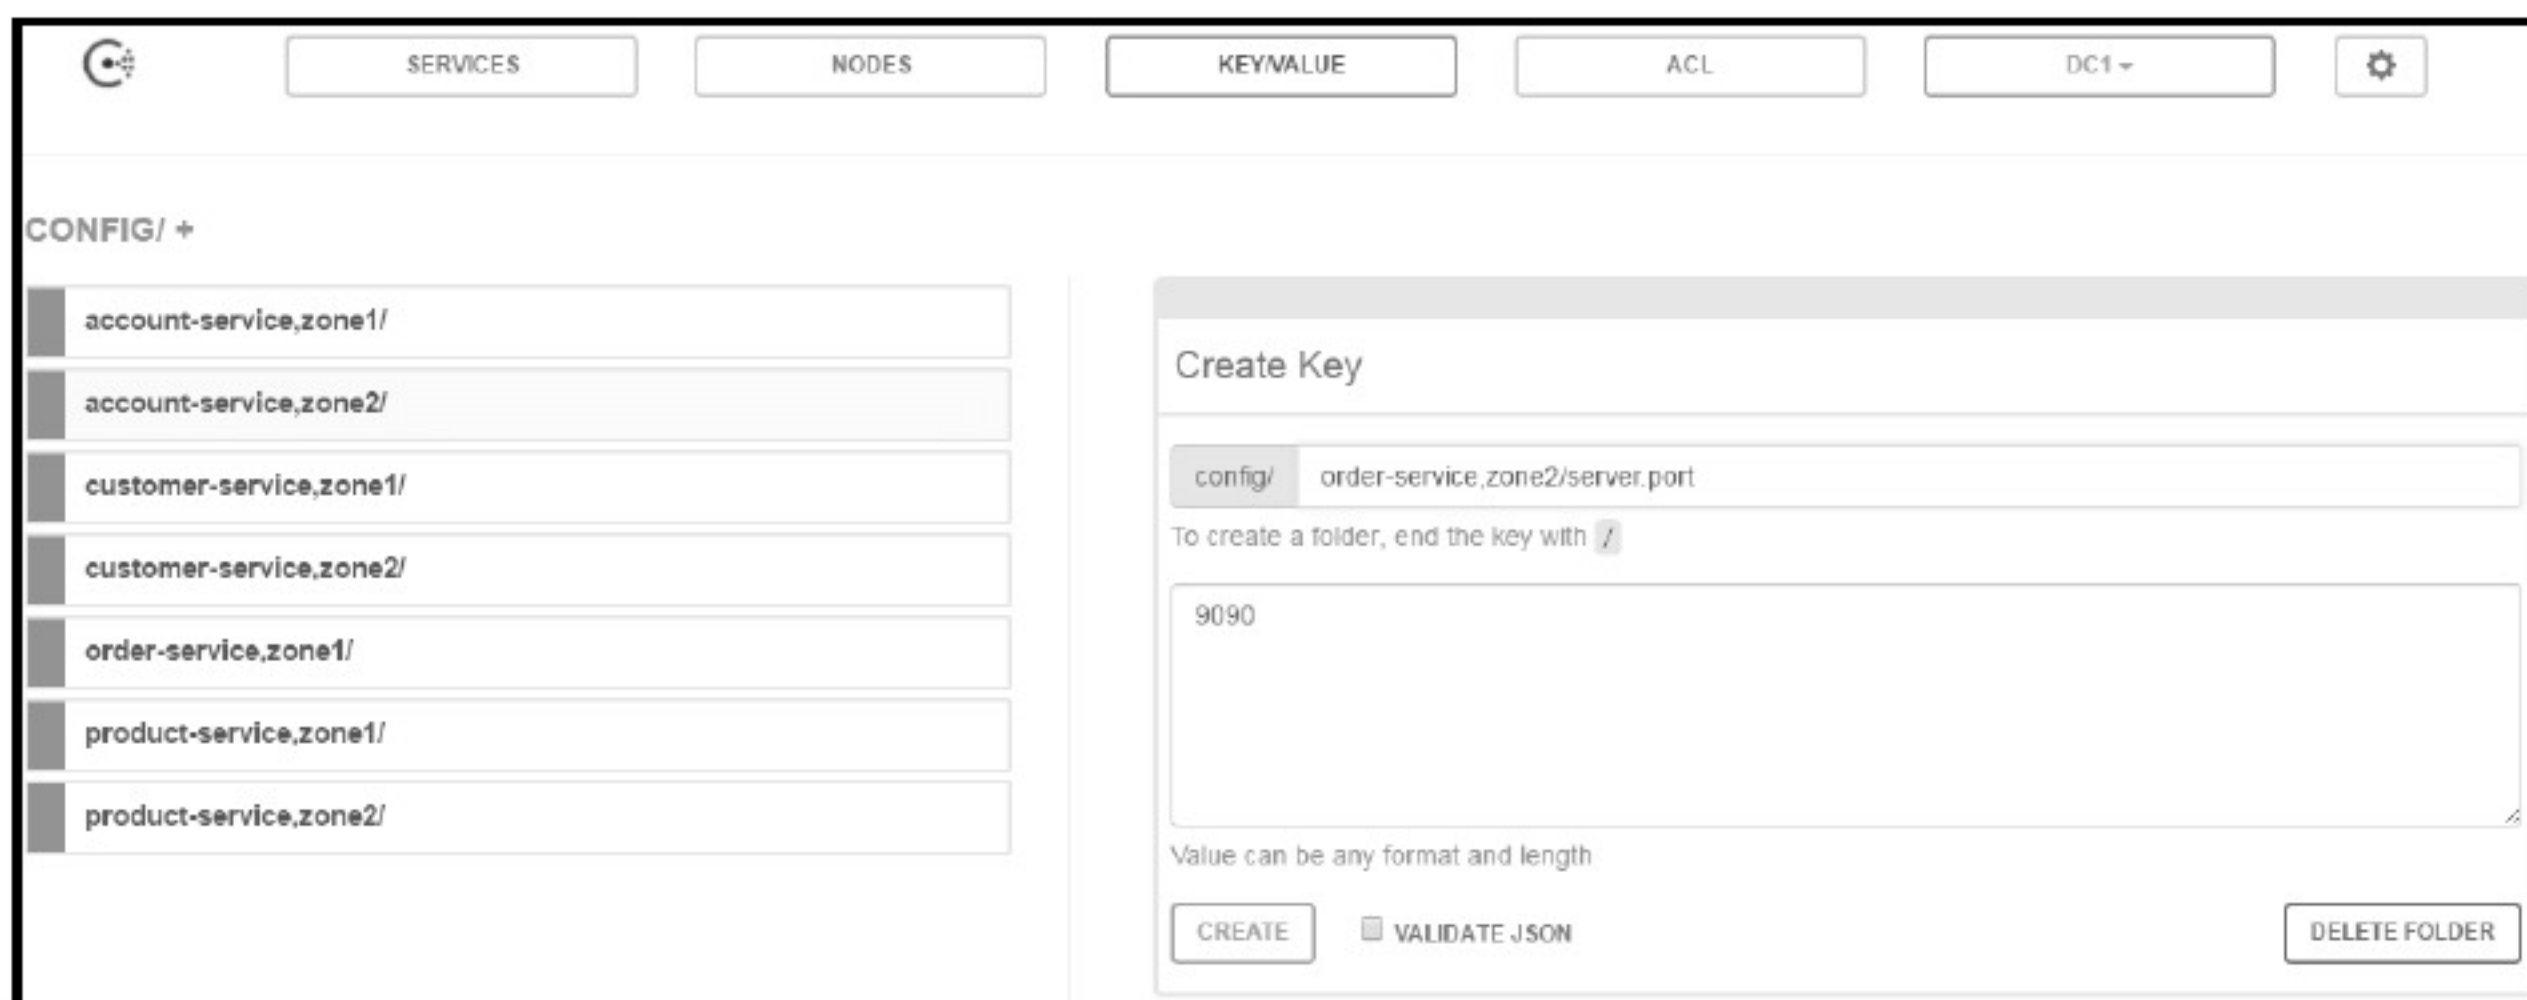 SERVICES NODES KEY/VALUE ACL DC1
CONFIG/ +
account-service,zone1/
account-service,zone2/
customer-service,zone1/
customer-service,zone2/
order-service,zone1/
product-service,zone1/
product-service,zone2/
Create Key
config/ order-service,zone2/server.port
To create a folder, end the key with /
9090
Value can be any format and length
CREATE VALIDATE JSON DELETE FOLDER